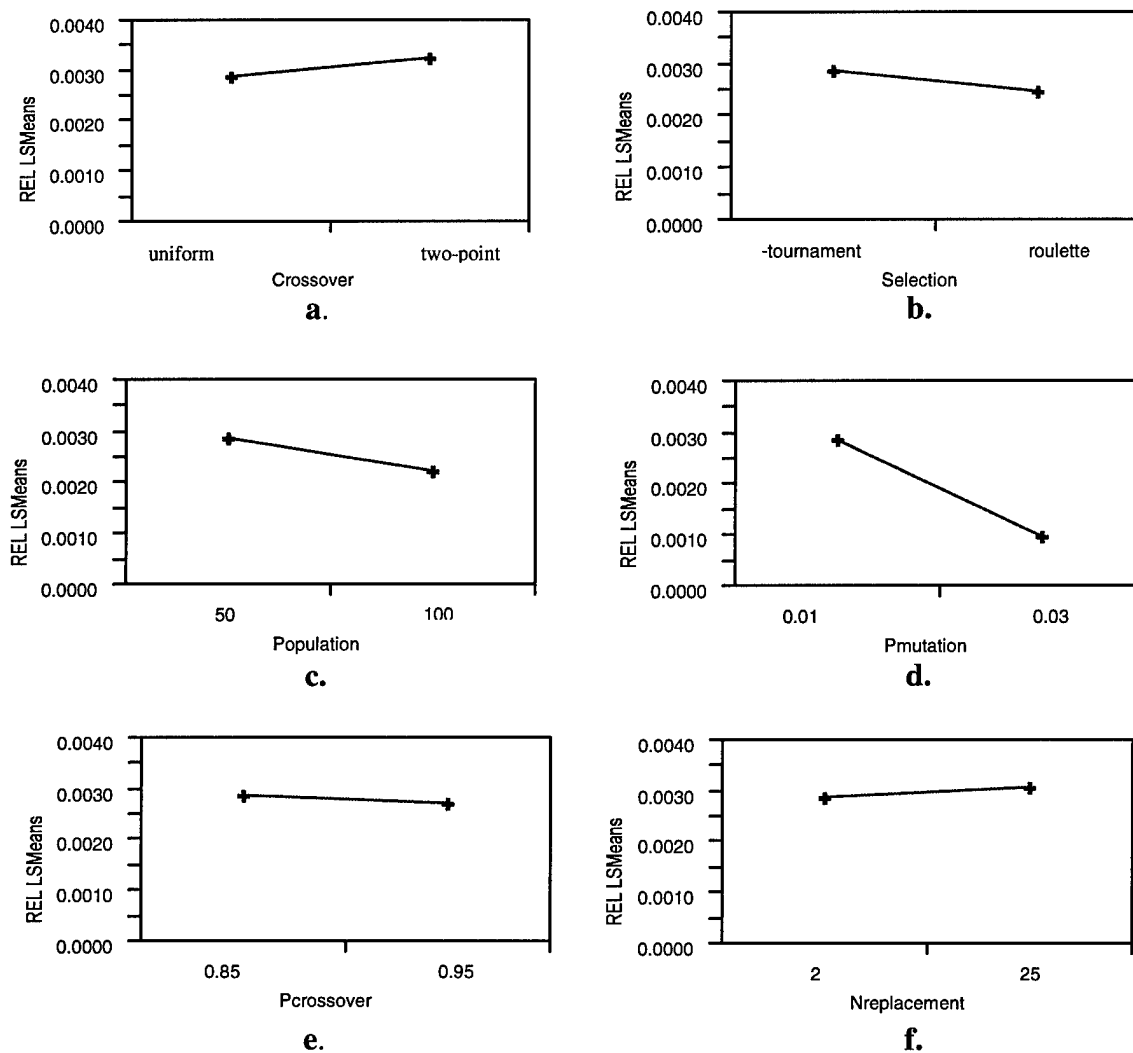 REL LSMeans
0.0040
0.0030
0.0020
0.0010
0.0000
uniform two-point
Crossover
a.
REL LSMeans
0.0040
0.0030
0.0020
0.0010
0.0000
-tournament roulette
Selection
b.
REL LSMeans
0.0040
0.0030
0.0020
0.0010
0.0000
50 100
Population
c.
REL LSMeans
0.0040
0.0030
0.0020
0.0010
0.0000
0.01 0.03
Pmutation
d.
REL LSMeans
0.0040
0.0030
0.0020
0.0010
0.0000
0.85 0.95
Pcrossover
e.
REL LSMeans
0.0040
0.0030
0.0020
0.0010
0.0000
2 25
Nreplacement
f.